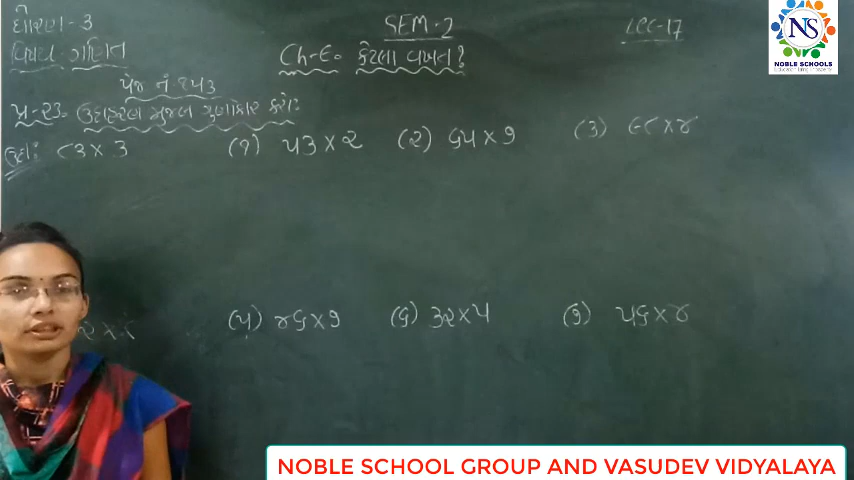 ધોરણ-3 SEM-2 LEC-17
વિષય-ગણિત Ch-૯. કેટલા વખત?
પેજ નં ૧૫૩
પ્ર-૨૩. ઉદાહરણ મુજબ ગુણાકાર કરો:
ઉદા: ૮૩ × ૩ (૧) ૫૩ × ૨ (૨) ૬૫ × ૭ (૩) ૯૮ × ૪
(૫) ૪૬ × ૭ (૬) ૩૨ × ૫ (૭) ૫૬ × ૪
NS
NOBLE SCHOOLS
NOBLE SCHOOL GROUP AND VASUDEV VIDYALAYA